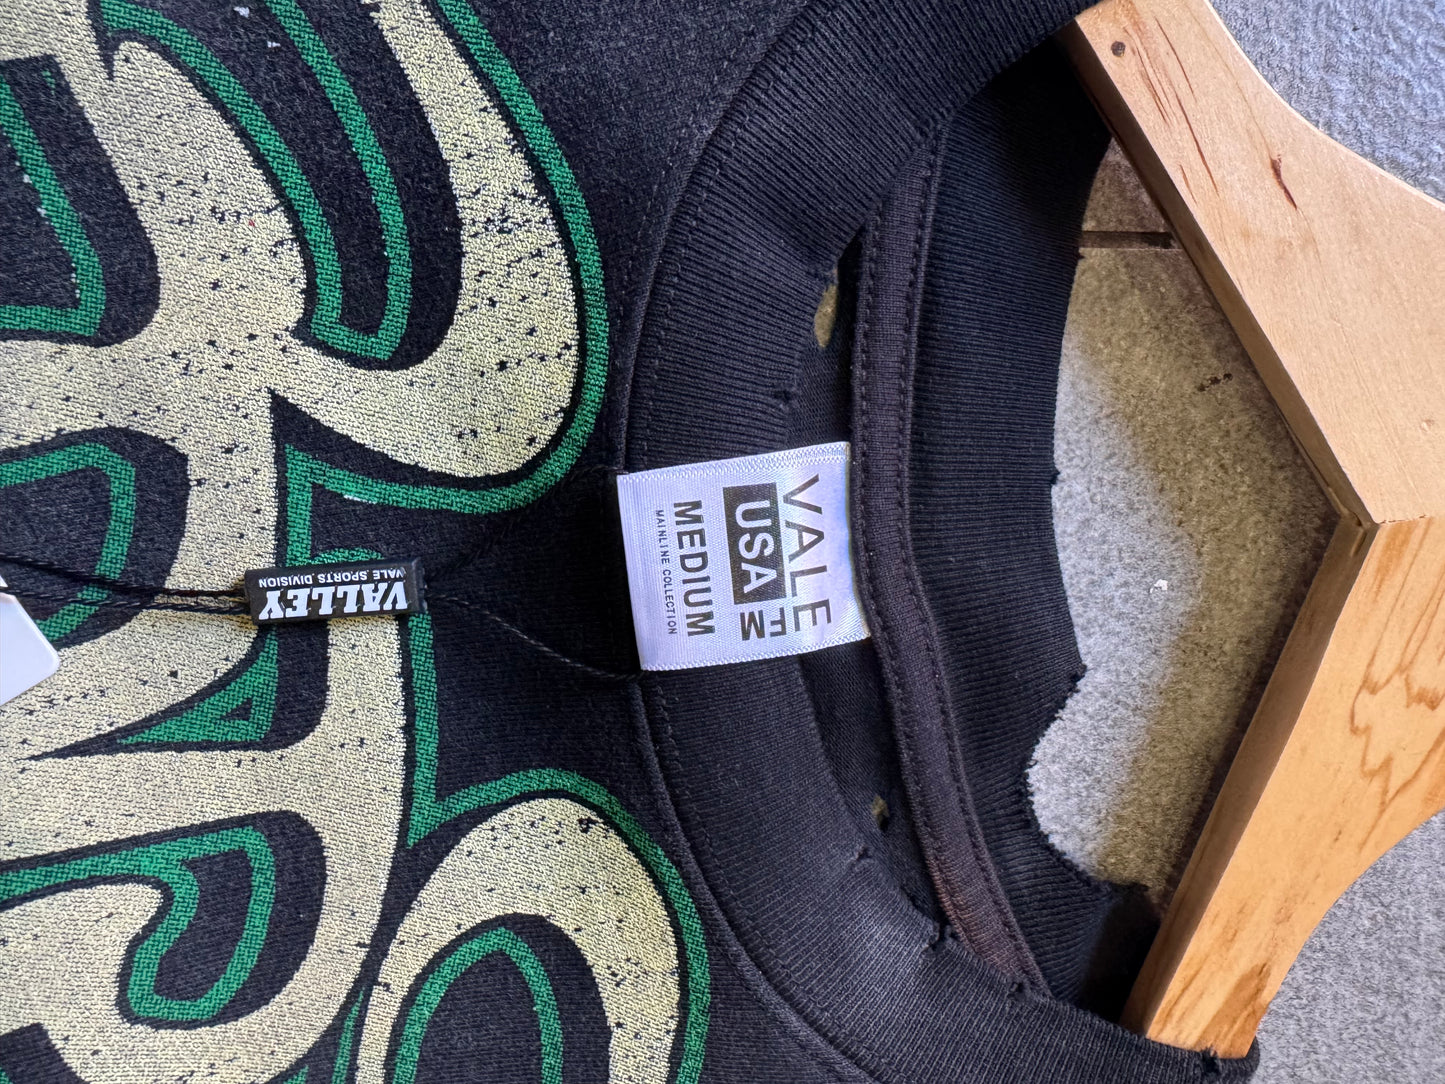 VALE
USA
FM
MEDIUM
MAINLINE COLLECTION
VALLEY
VALE SPORTS DIVISION